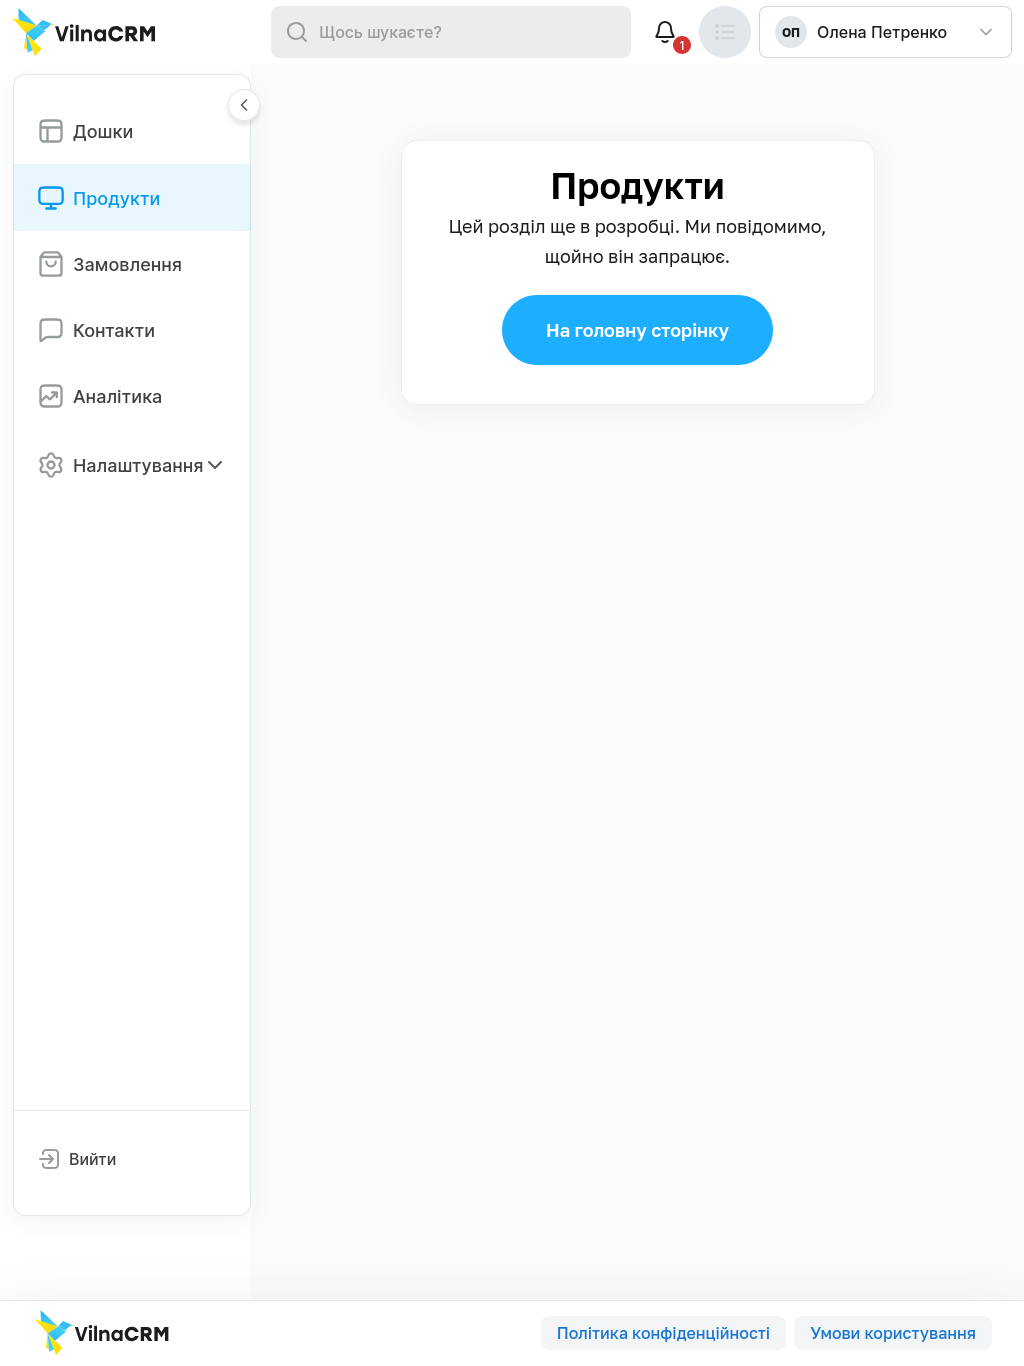 VilnaCRM
Щось шукаєте?
1
ОП
Олена Петренко
Дошки
Продукти
Замовлення
Контакти
Аналітика
Налаштування
Вийти
Продукти
Цей розділ ще в розробці. Ми повідомимо,
щойно він запрацює.
На головну сторінку
VilnaCRM
Політика конфіденційності
Умови користування